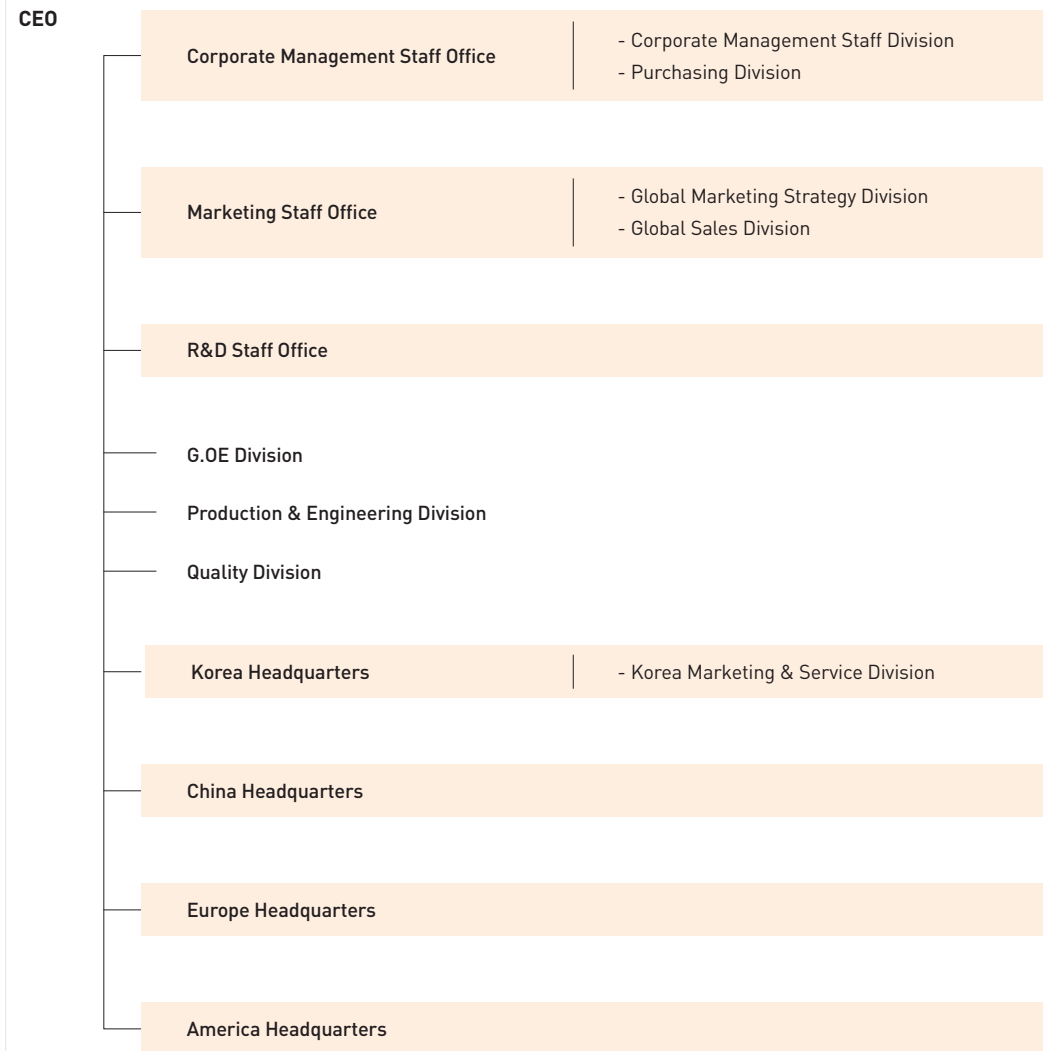 CEO
Corporate Management Staff Office
- Corporate Management Staff Division
- Purchasing Division
Marketing Staff Office
- Global Marketing Strategy Division
- Global Sales Division
R&D Staff Office
G.OE Division
Production & Engineering Division
Quality Division
Korea Headquarters
- Korea Marketing & Service Division
China Headquarters
Europe Headquarters
America Headquarters